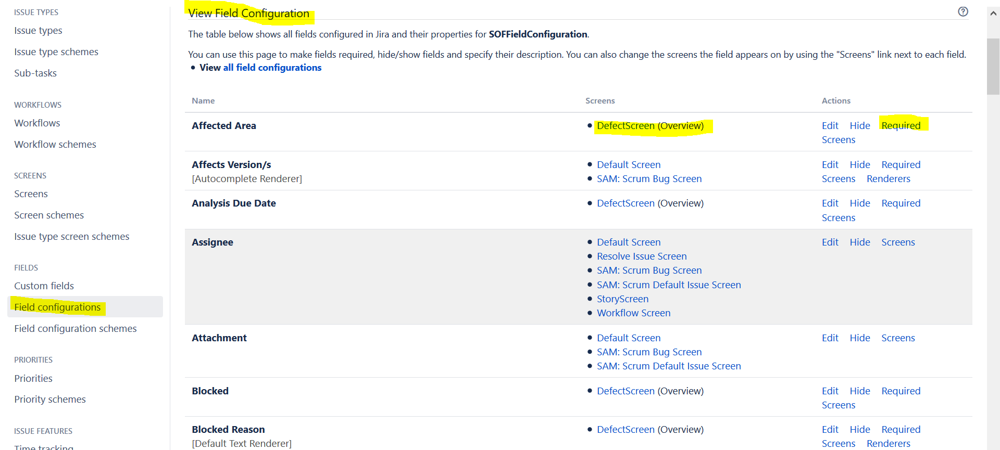 ISSUE TYPES
Issue types
Issue type schemes
Sub-tasks
WORKFLOWS
Workflows
Workflow schemes
SCREENS
Screens
Screen schemes
Issue type screen schemes
FIELDS
Custom fields
Field configurations
Field configuration schemes
PRIORITIES
Priorities
Priority schemes
ISSUE FEATURES
Time tracking
View Field Configuration
The table below shows all fields configured in Jira and their properties for SOFFieldConfiguration.
You can use this page to make fields required, hide/show fields and specify their description. You can also change the screens the field appears on by using the "Screens" link next to each field.
• View all field configurations
Name Screens Actions
Affected Area • DefectScreen (Overview) Edit Hide Required
Screens
Affects Version/s • Default Screen Edit Hide Required
[Autocomplete Renderer] • SAM: Scrum Bug Screen Screens Renderers
Analysis Due Date • DefectScreen (Overview) Edit Hide Required
Screens
Assignee • Default Screen Edit Hide Screens
• Resolve Issue Screen
• SAM: Scrum Bug Screen
• SAM: Scrum Default Issue Screen
• StoryScreen
• Workflow Screen
Attachment • Default Screen Edit Hide Screens
• SAM: Scrum Bug Screen
• SAM: Scrum Default Issue Screen
Blocked • DefectScreen (Overview) Edit Hide Required
Screens
Blocked Reason • DefectScreen (Overview) Edit Hide Required
[Default Text Renderer] Screens Renderers